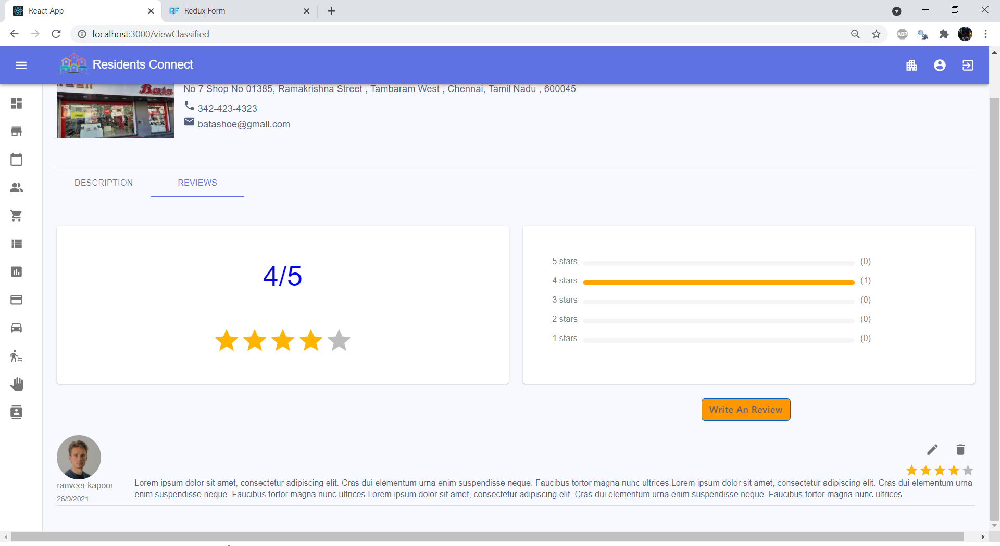 React App
Redux Form
localhost:3000/viewClassified
ABP
Residents Connect
Bata
No 7 Shop No 01385, Ramakrishna Street , Tambaram West , Chennai, Tamil Nadu , 600045
342-423-4323
batashoe@gmail.com
DESCRIPTION
REVIEWS
4/5
5 stars (0)
4 stars (1)
3 stars (0)
2 stars (0)
1 stars (0)
Write An Review
ranveer kapoor
26/9/2021
Lorem ipsum dolor sit amet, consectetur adipiscing elit. Cras dui elementum urna enim suspendisse neque. Faucibus tortor magna nunc ultrices.Lorem ipsum dolor sit amet, consectetur adipiscing elit. Cras dui elementum urna
enim suspendisse neque. Faucibus tortor magna nunc ultrices.Lorem ipsum dolor sit amet, consectetur adipiscing elit. Cras dui elementum urna enim suspendisse neque. Faucibus tortor magna nunc ultrices.